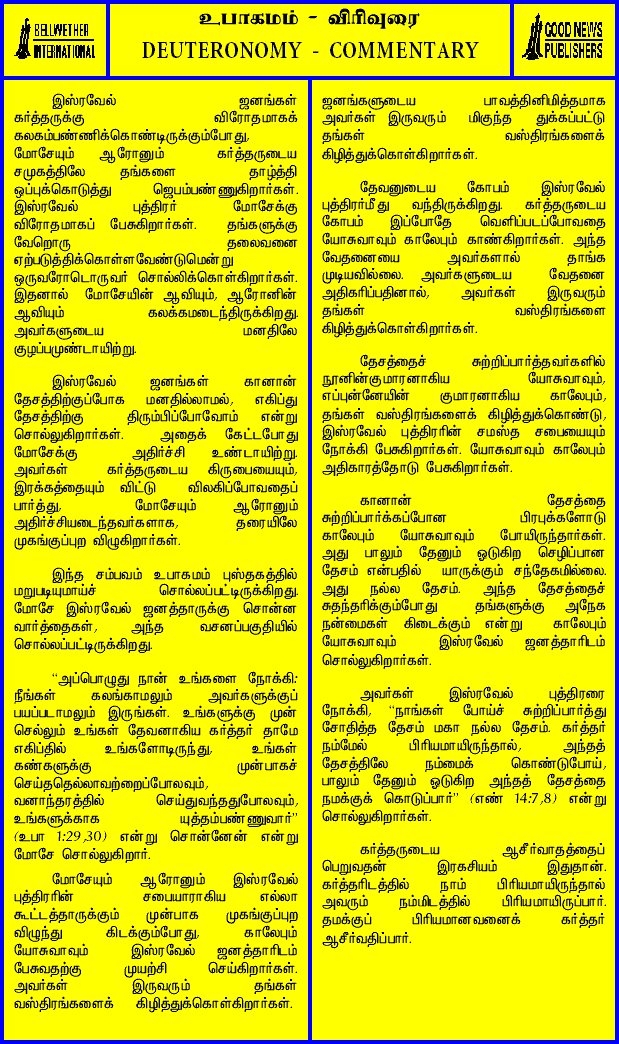 BELLWETHER
INTERNATIONAL
உபாகமம் - விரிவுரை
DEUTERONOMY - COMMENTARY
GOOD NEWS
PUBLISHERS
இஸ்ரவேல் ஜனங்கள்
கர்த்தருக்கு விரோதமாகக்
கலகம்பண்ணிக்கொண்டிருக்கும்போது,
மோசேயும் ஆரோனும் கர்த்தருடைய
சமுகத்திலே தங்களை தாழ்த்தி
ஒப்புக்கொடுத்து ஜெபம்பண்ணுகிறார்கள்.
இஸ்ரவேல் புத்திரர் மோசேக்கு
விரோதமாகப் பேசுகிறார்கள். தங்களுக்கு
வேறொரு தலைவனை
ஏற்படுத்திக்கொள்ளவேண்டுமென்று
ஒருவரோடொருவர் சொல்லிக்கொள்கிறார்கள்.
இதனால் மோசேயின் ஆவியும், ஆரோனின்
ஆவியும் கலக்கமடைந்திருக்கிறது.
அவர்களுடைய மனதிலே
குழப்பமுண்டாயிற்று.
இஸ்ரவேல் ஜனங்கள் கானான்
தேசத்திற்குப்போக மனதில்லாமல், எகிப்து
தேசத்திற்கு திரும்பிப்போவோம் என்று
சொல்லுகிறார்கள். அதைக் கேட்டபோது
மோசேக்கு அதிர்ச்சி உண்டாயிற்று.
அவர்கள் கர்த்தருடைய கிருபையையும்,
இரக்கத்தையும் விட்டு விலகிப்போவதைப்
பார்த்து, மோசேயும் ஆரோனும்
அதிர்ச்சியடைந்தவர்களாக, தரையிலே
முகங்குப்புற விழுகிறார்கள்.
இந்த சம்பவம் உபாகமம் புஸ்தகத்தில்
மறுபடியுமாய்ச் சொல்லப்பட்டிருக்கிறது.
மோசே இஸ்ரவேல் ஜனத்தாருக்கு சொன்ன
வார்த்தைகள், அந்த வசனப்பகுதியில்
சொல்லப்பட்டிருக்கிறது.
“அப்பொழுது நான் உங்களை நோக்கி:
நீங்கள் கலங்காமலும் அவர்களுக்குப்
பயப்படாமலும் இருங்கள். உங்களுக்கு முன்
செல்லும் உங்கள் தேவனாகிய கர்த்தர் தாமே
எகிப்தில் உங்களோடிருந்து, உங்கள்
கண்களுக்கு முன்பாகச்
செய்ததெல்லாவற்றைப்போலவும்,
வனாந்தரத்தில் செய்துவந்ததுபோலவும்,
உங்களுக்காக யுத்தம்பண்ணுவார்”
(உபா 1:29,30) என்று சொன்னேன் என்று
மோசே சொல்லுகிறார்.
மோசேயும் ஆரோனும் இஸ்ரவேல்
புத்திரரின் சபையாராகிய எல்லா
கூட்டத்தாருக்கும் முன்பாக முகங்குப்புற
விழுந்து கிடக்கும்போது, காலேபும்
யோசுவாவும் இஸ்ரவேல் ஜனத்தாரிடம்
பேசுவதற்கு முயற்சி செய்கிறார்கள்.
அவர்கள் இருவரும் தங்கள்
வஸ்திரங்களைக் கிழித்துக்கொள்கிறார்கள்.
ஜனங்களுடைய பாவத்தினிமித்தமாக
அவர்கள் இருவரும் மிகுந்த துக்கப்பட்டு
தங்கள் வஸ்திரங்களைக்
கிழித்துக்கொள்கிறார்கள்.
தேவனுடைய கோபம் இஸ்ரவேல்
புத்திரர்மீது வந்திருக்கிறது. கர்த்தருடைய
கோபம் இப்போதே வெளிப்படப்போவதை
யோசுவாவும் காலேபும் காண்கிறார்கள். அந்த
வேதனையை அவர்களால் தாங்க
முடியவில்லை. அவர்களுடைய வேதனை
அதிகரிப்பதினால், அவர்கள் இருவரும்
தங்கள் வஸ்திரங்களை
கிழித்துக்கொள்கிறார்கள்.
தேசத்தைச் சுற்றிப்பார்த்தவர்களில்
நூனின்குமாரனாகிய யோசுவாவும்,
எப்புன்னேயின் குமாரனாகிய காலேபும்,
தங்கள் வஸ்திரங்களைக் கிழித்துக்கொண்டு,
இஸ்ரவேல் புத்திரரின் சமஸ்த சபையையும்
நோக்கி பேசுகிறார்கள். யோசுவாவும் காலேபும்
அதிகாரத்தோடு பேசுகிறார்கள்.
கானான் தேசத்தை
சுற்றிப்பார்க்கப்போன பிரபுக்களோடு
காலேபும் யோசுவாவும் போயிருந்தார்கள்.
அது பாலும் தேனும் ஓடுகிற செழிப்பான
தேசம் என்பதில் யாருக்கும் சந்தேகமில்லை.
அது நல்ல தேசம். அந்த தேசத்தைச்
சுதந்தரிக்கும்போது தங்களுக்கு அநேக
நன்மைகள் கிடைக்கும் என்று காலேபும்
யோசுவாவும் இஸ்ரவேல் ஜனத்தாரிடம்
சொல்லுகிறார்கள்.
அவர்கள் இஸ்ரவேல் புத்திரரை
நோக்கி, “நாங்கள் போய்ச் சுற்றிப்பார்த்து
சோதித்த தேசம் மகா நல்ல தேசம். கர்த்தர்
நம்மேல் பிரியமாயிருந்தால், அந்தத்
தேசத்திலே நம்மைக் கொண்டுபோய்,
பாலும் தேனும் ஓடுகிற அந்தத் தேசத்தை
நமக்குக் கொடுப்பார்” (எண் 14:7,8) என்று
சொல்லுகிறார்கள்.
கர்த்தருடைய ஆசீர்வாதத்தைப்
பெறுவதன் இரகசியம் இதுதான்.
கர்த்தரிடத்தில் நாம் பிரியமாயிருந்தால்
அவரும் நம்மிடத்தில் பிரியமாயிருப்பார்.
தமக்குப் பிரியமானவனைக் கர்த்தர்
ஆசீர்வதிப்பார்.